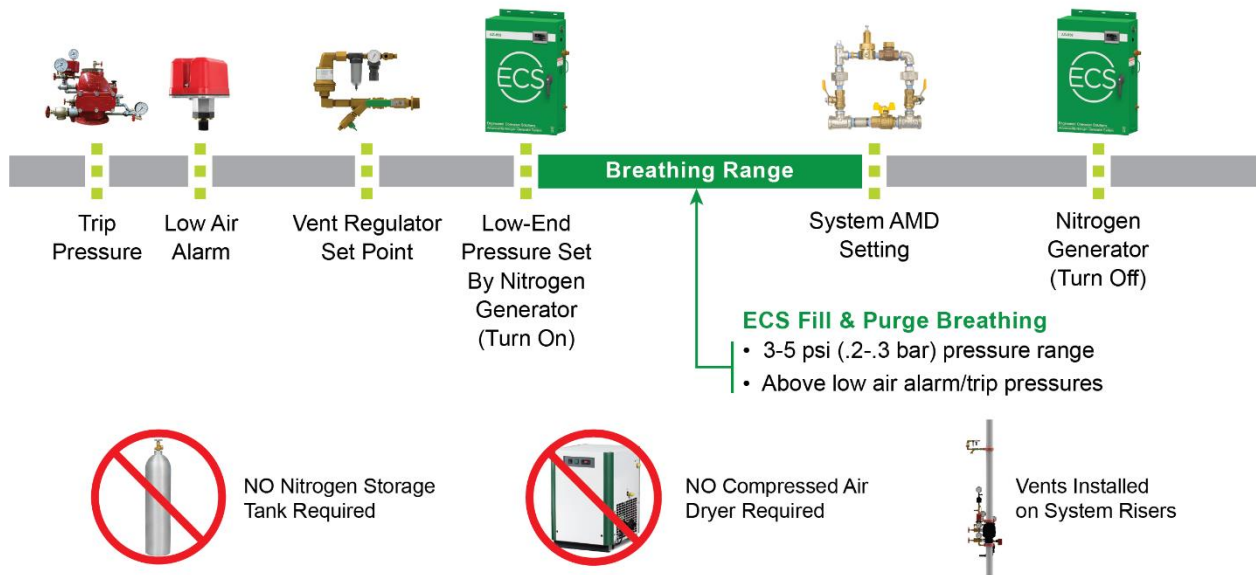 ECS
ECS
Breathing Range
Trip
Pressure
Low Air
Alarm
Vent Regulator
Set Point
Low-End
Pressure Set
By Nitrogen
Generator
(Turn On)
System AMD
Setting
Nitrogen
Generator
(Turn Off)
ECS Fill & Purge Breathing
• 3-5 psi (.2-.3 bar) pressure range
• Above low air alarm/trip pressures
NO Nitrogen Storage
Tank Required
NO Compressed Air
Dryer Required
Vents Installed
on System Risers